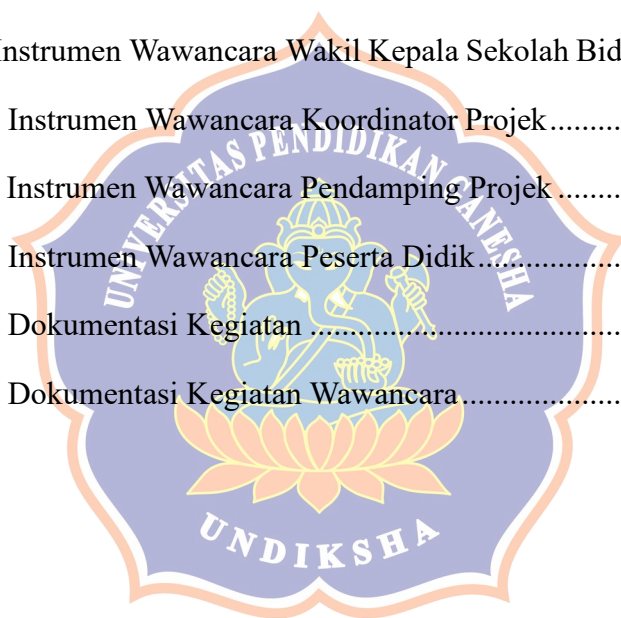 Instrumen Wawancara Wakil Kepala Sekolah Bid
Instrumen Wawancara Koordinator Projek.........
Instrumen Wawancara Pendamping Projek ........
Instrumen Wawancara Peserta Didik..................
Dokumentasi Kegiatan .......................................
Dokumentasi Kegiatan Wawancara....................
UNIVERSITAS PENDIDIKAN GANESHA
UNDIKSHA